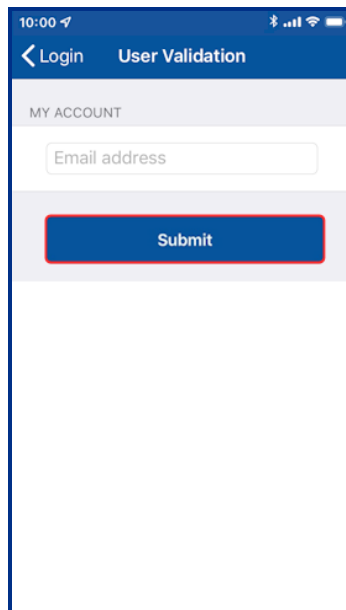 10:00
Login User Validation
MY ACCOUNT
Email address
Submit